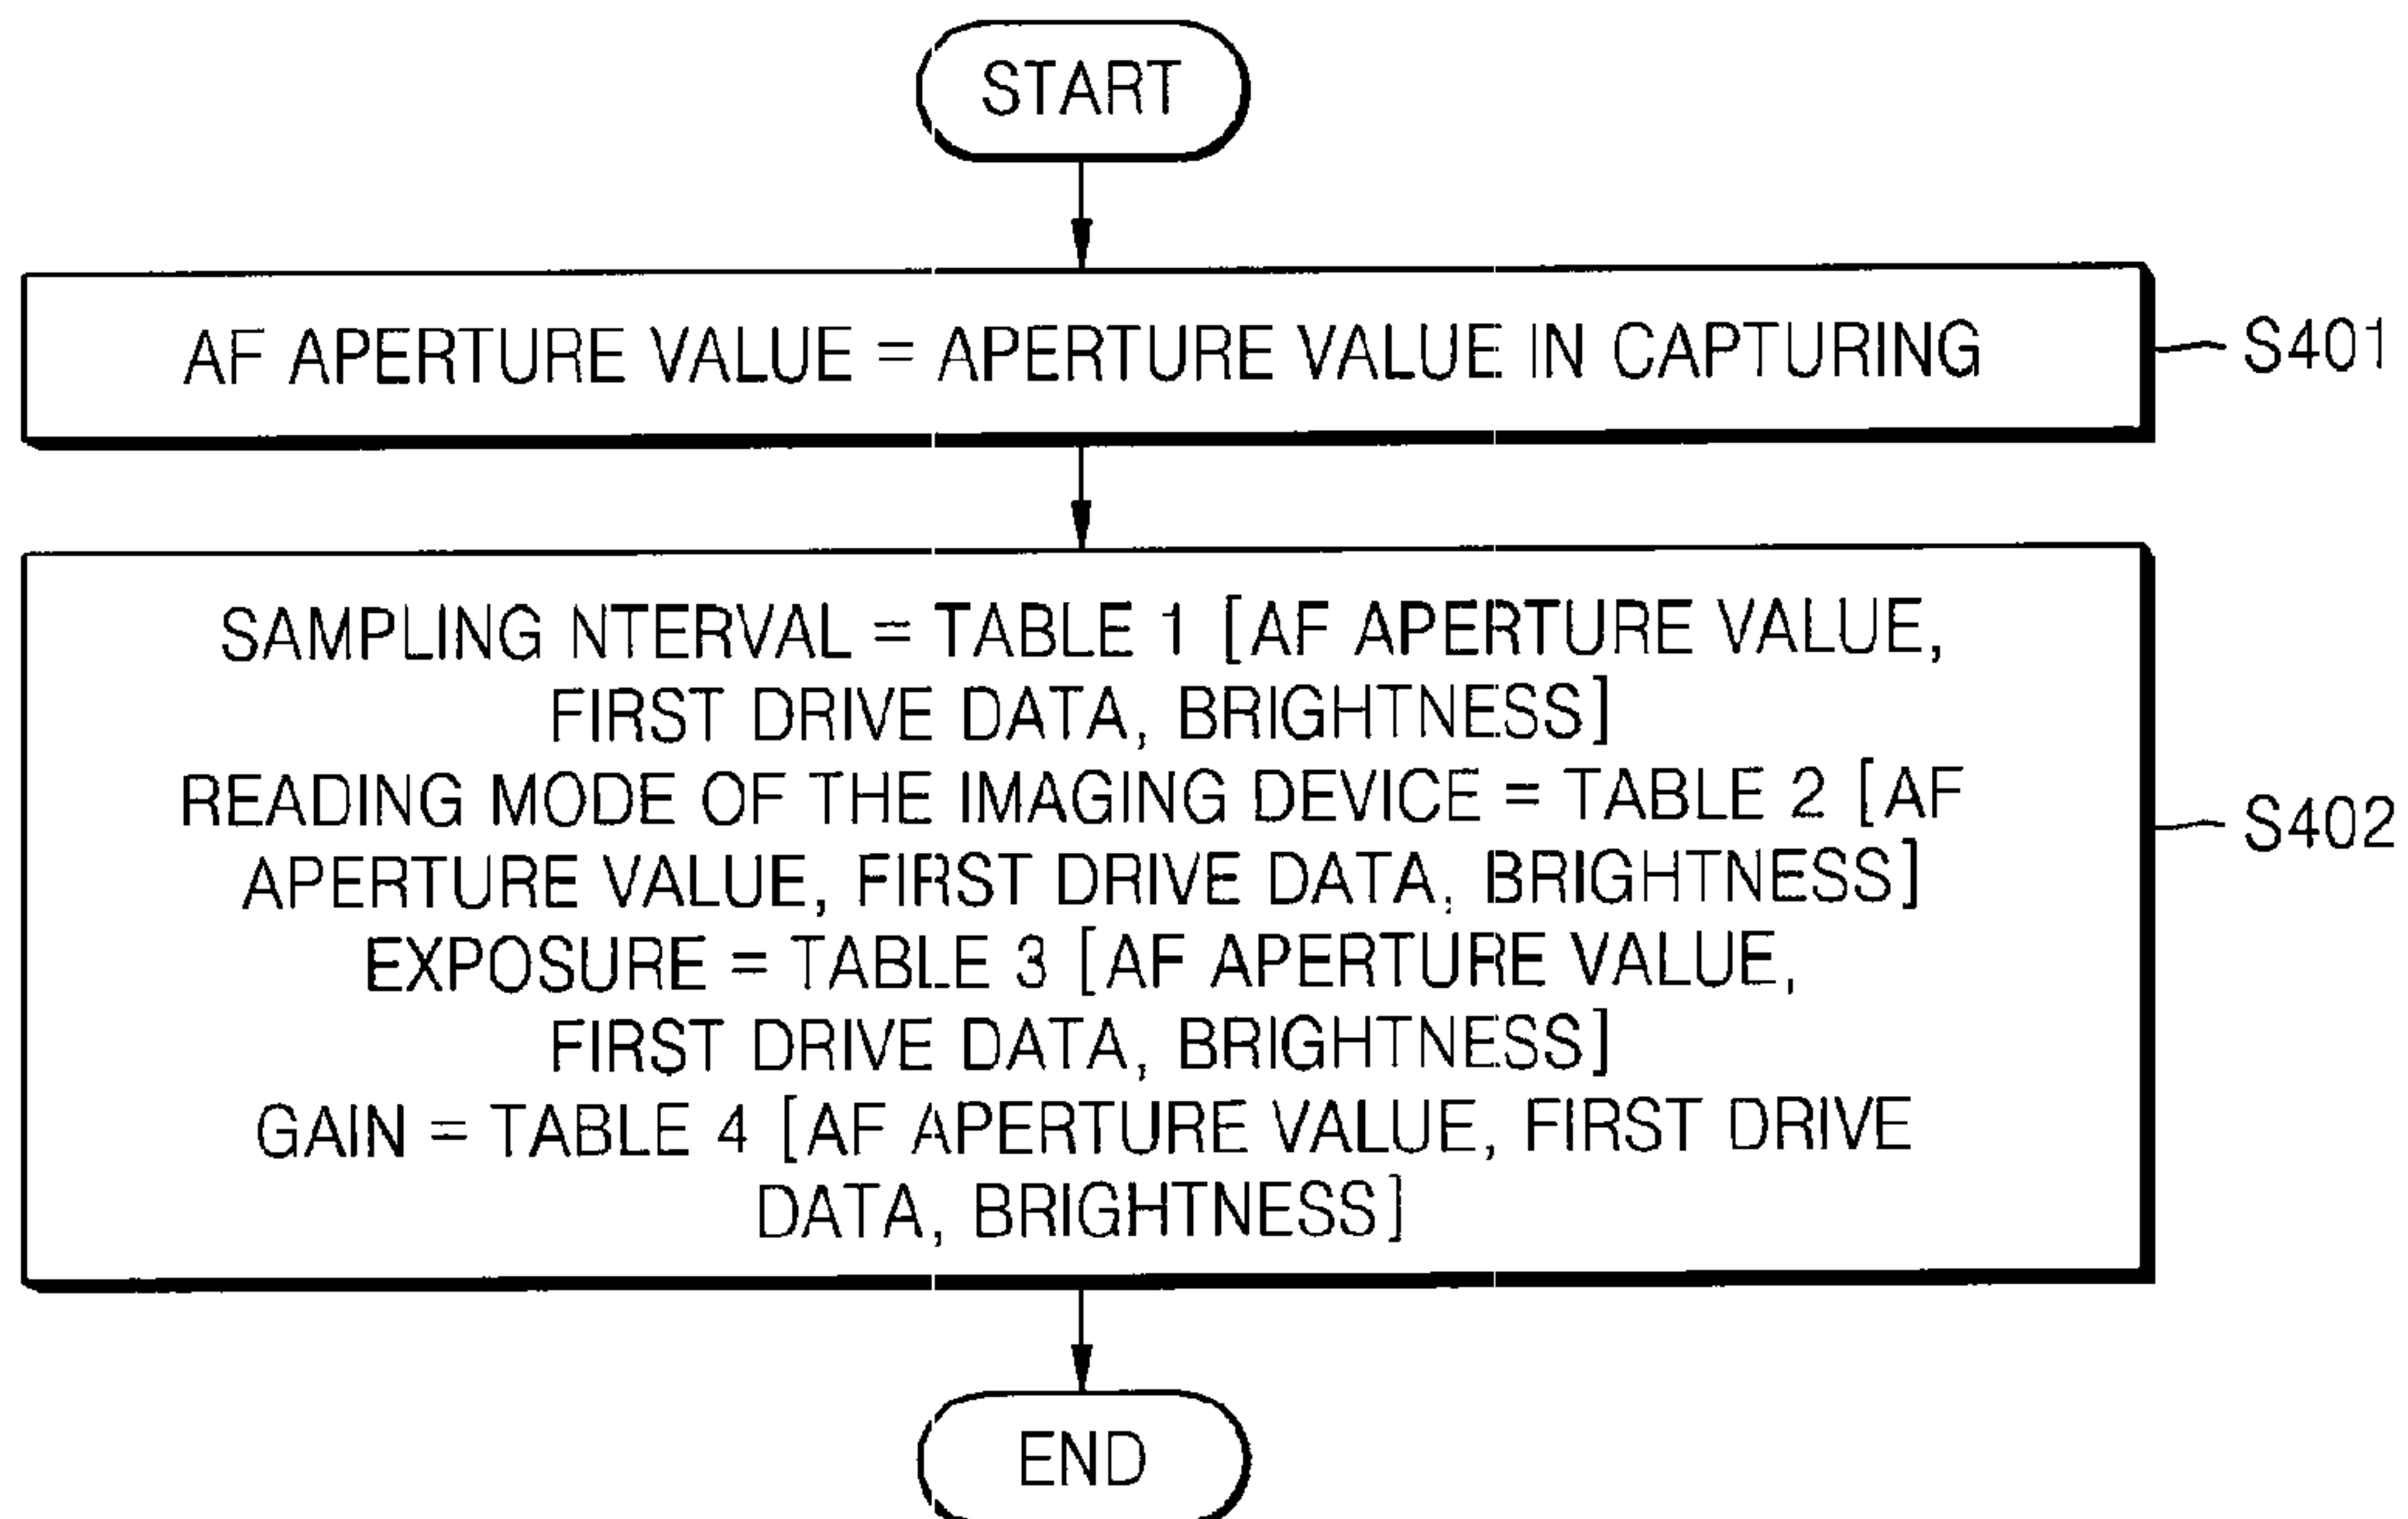 START
AF APERTURE VALUE = APERTURE VALUE IN CAPTURING
S401
SAMPLING NTERVAL = TABLE 1 [AF APERTURE VALUE,
FIRST DRIVE DATA, BRIGHTNESS]
READING MODE OF THE IMAGING DEVICE = TABLE 2 [AF
APERTURE VALUE, FIRST DRIVE DATA, BRIGHTNESS]
EXPOSURE = TABLE 3 [AF APERTURE VALUE,
FIRST DRIVE DATA, BRIGHTNESS]
GAIN = TABLE 4 [AF APERTURE VALUE, FIRST DRIVE
DATA, BRIGHTNESS]
S402
END